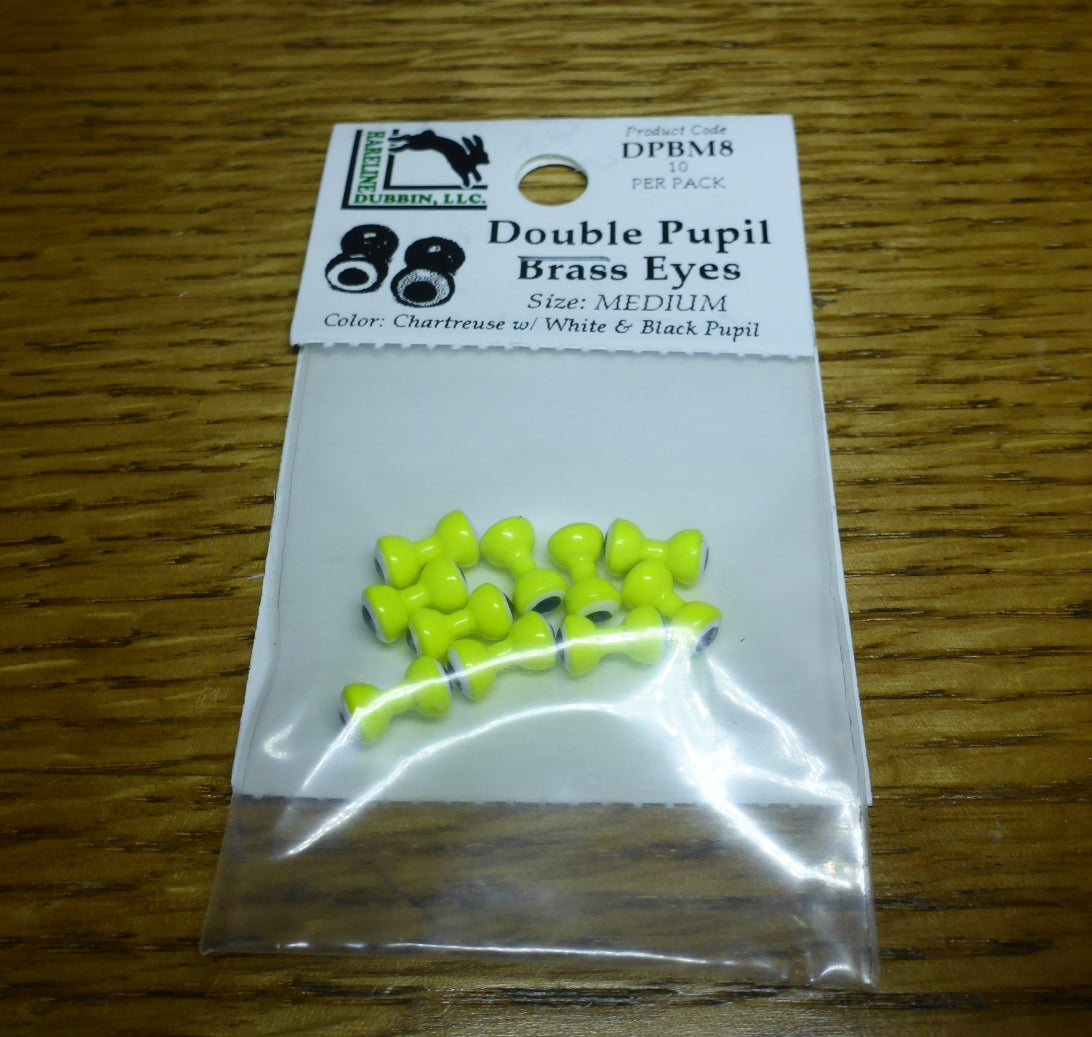 HARELINE
DUBBIN, LLC.
Product Code
DPBM8
10
PER PACK
Double Pupil
Brass Eyes
Size: MEDIUM
Color: Chartreuse w/ White & Black Pupil